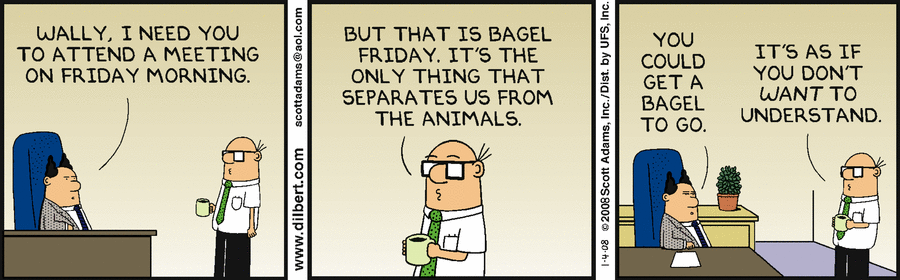 WALLY, I NEED YOU
TO ATTEND A MEETING
ON FRIDAY MORNING.
www.dilbert.com
scottadams@aol.com
BUT THAT IS BAGEL
FRIDAY. IT'S THE
ONLY THING THAT
SEPARATES US FROM
THE ANIMALS.
1-4-08 ©2008 Scott Adams, Inc./Dist. by UFS, Inc.
YOU
COULD
GET A
BAGEL
TO GO.
IT'S AS IF
YOU DON'T
WANT TO
UNDERSTAND.